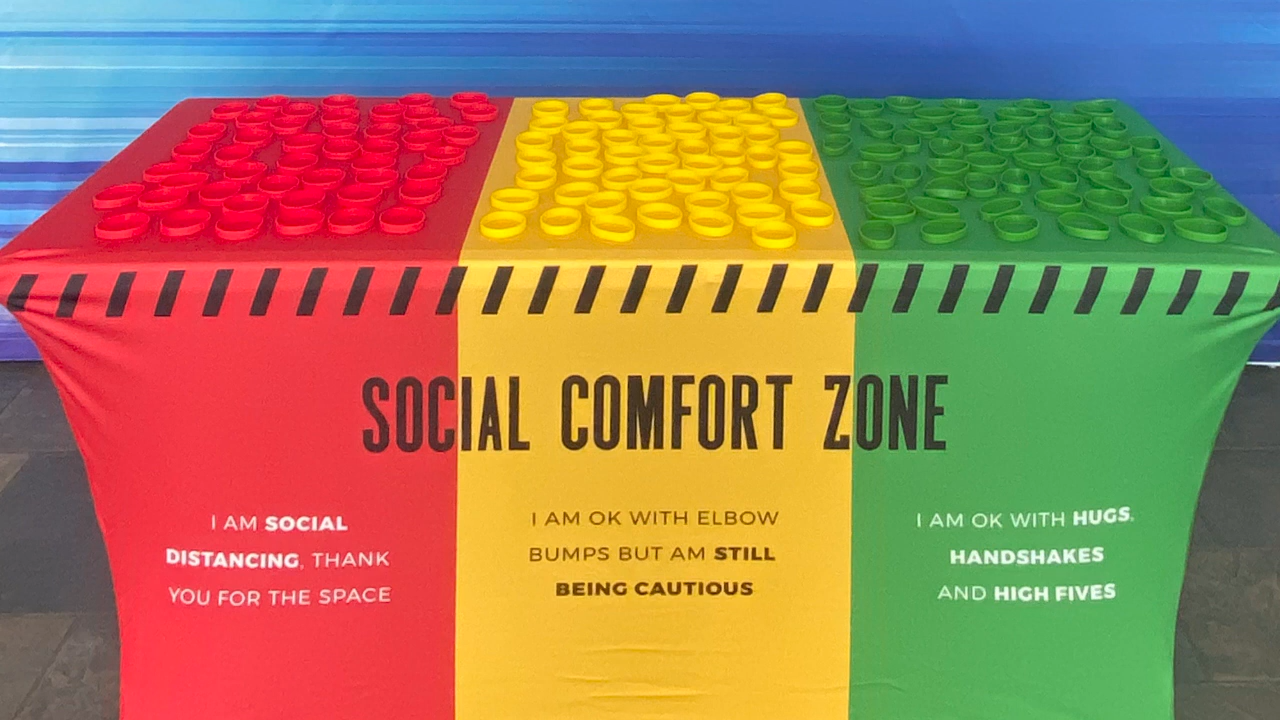 SOCIAL COMFORT ZONE
I AM SOCIAL
DISTANCING, THANK
YOU FOR THE SPACE
I AM OK WITH ELBOW
BUMPS BUT AM STILL
BEING CAUTIOUS
I AM OK WITH HUGS,
HANDSHAKES
AND HIGH FIVES